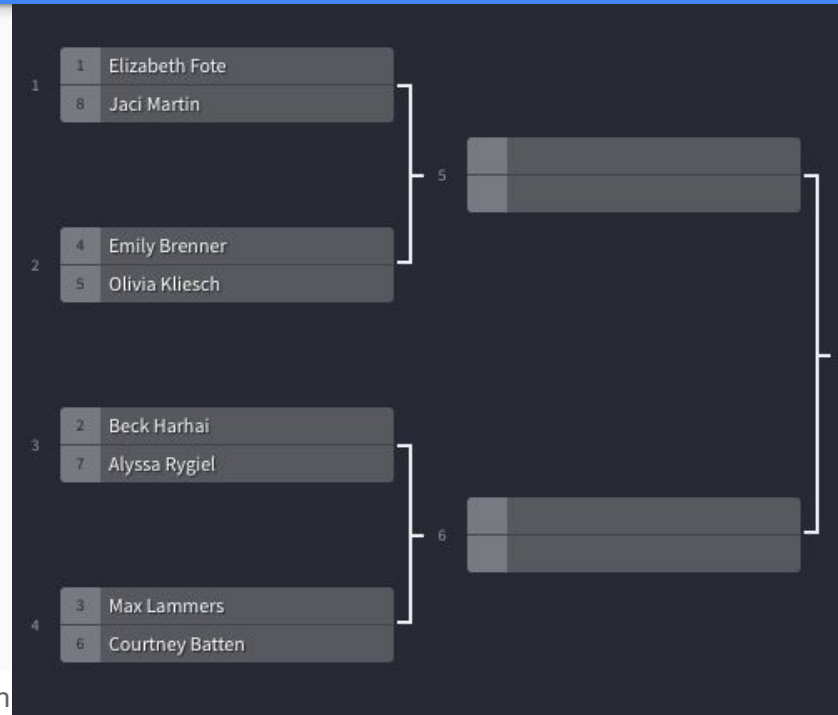 1
1 Elizabeth Fote
8 Jaci Martin
2
4 Emily Brenner
5 Olivia Kliesch
3
2 Beck Harhai
7 Alyssa Rygiel
4
3 Max Lammers
6 Courtney Batten
5
6